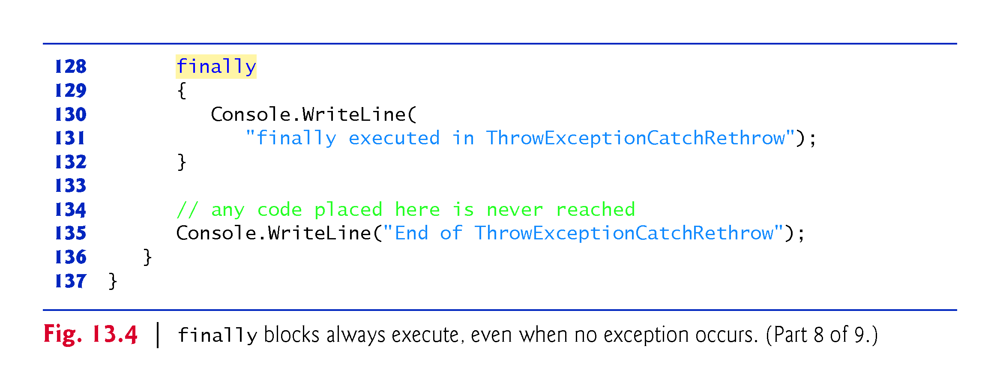 128 finally
129 {
130 Console.WriteLine(
131 "finally executed in ThrowExceptionCatchRethrow");
132 }
133
134 // any code placed here is never reached
135 Console.WriteLine("End of ThrowExceptionCatchRethrow");
136 }
137 }
Fig. 13.4 | finally blocks always execute, even when no exception occurs. (Part 8 of 9.)